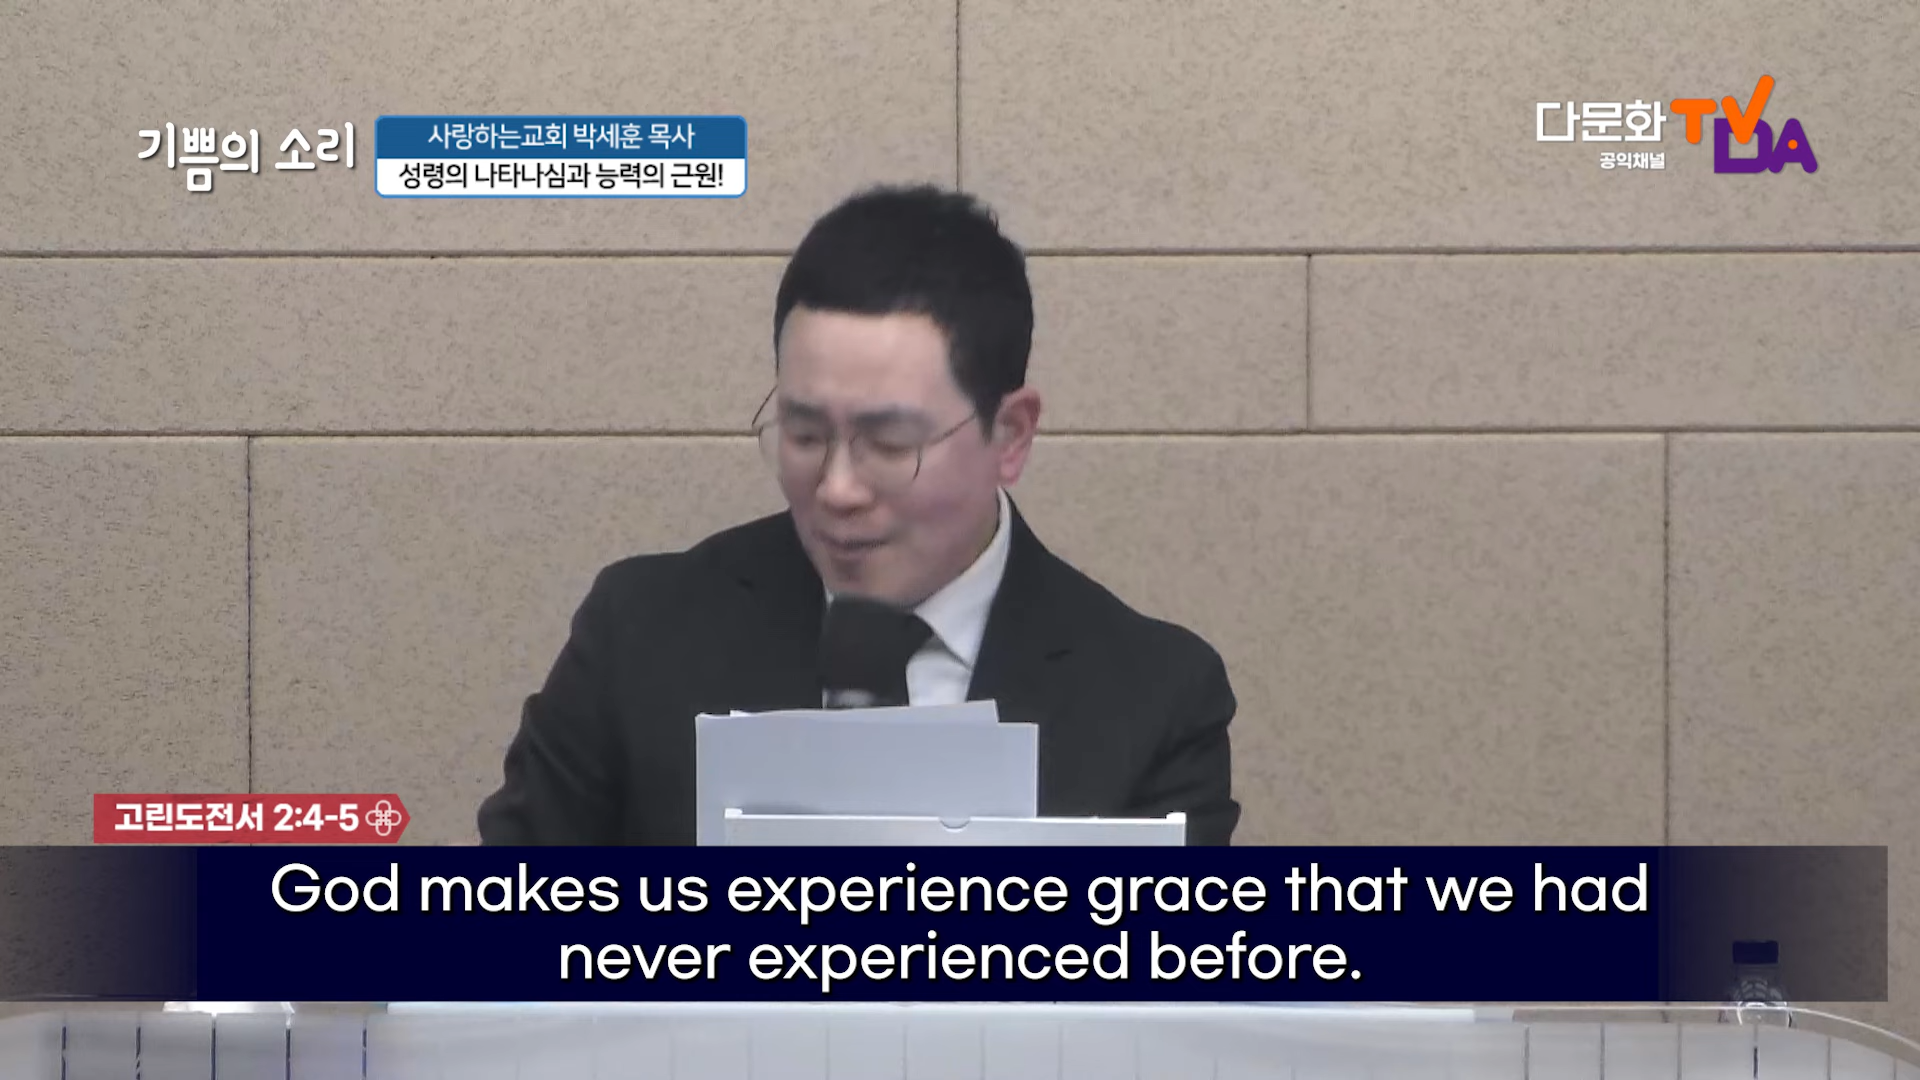 기쁨의 소리
사랑하는교회 박세훈 목사
성령의 나타나심과 능력의 근원!
다문화 TV
공익채널 DA
고린도전서 2:4-5
God makes us experience grace that we had
never experienced before.